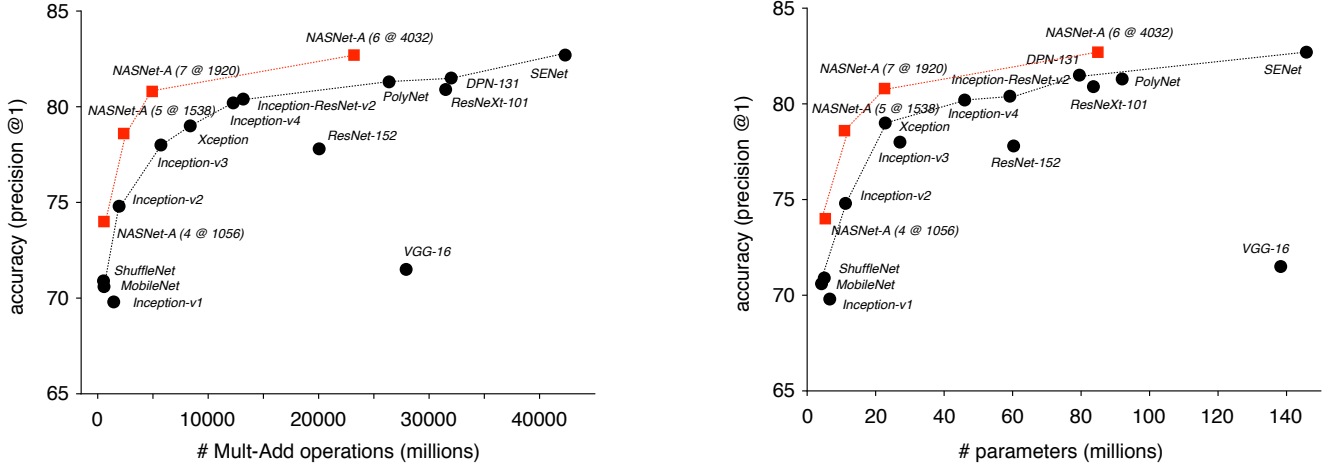 85
80
75
70
65
accuracy (precision @1)
0
10000
20000
30000
40000
# Mult-Add operations (millions)
NASNet-A (6 @ 4032)
NASNet-A (7 @ 1920)
NASNet-A (5 @ 1538)
NASNet-A (4 @ 1056)
SENet
DPN-131
PolyNet
ResNeXt-101
Inception-ResNet-v2
Inception-v4
Xception
ResNet-152
Inception-v3
Inception-v2
VGG-16
ShuffleNet
MobileNet
Inception-v1
85
80
75
70
65
accuracy (precision @1)
0
20
40
60
80
100
120
140
# parameters (millions)
NASNet-A (6 @ 4032)
NASNet-A (7 @ 1920)
NASNet-A (5 @ 1538)
NASNet-A (4 @ 1056)
DPN-131
SENet
Inception-ResNet-v2
PolyNet
ResNeXt-101
Inception-v4
Xception
Inception-v3
ResNet-152
Inception-v2
VGG-16
ShuffleNet
MobileNet
Inception-v1